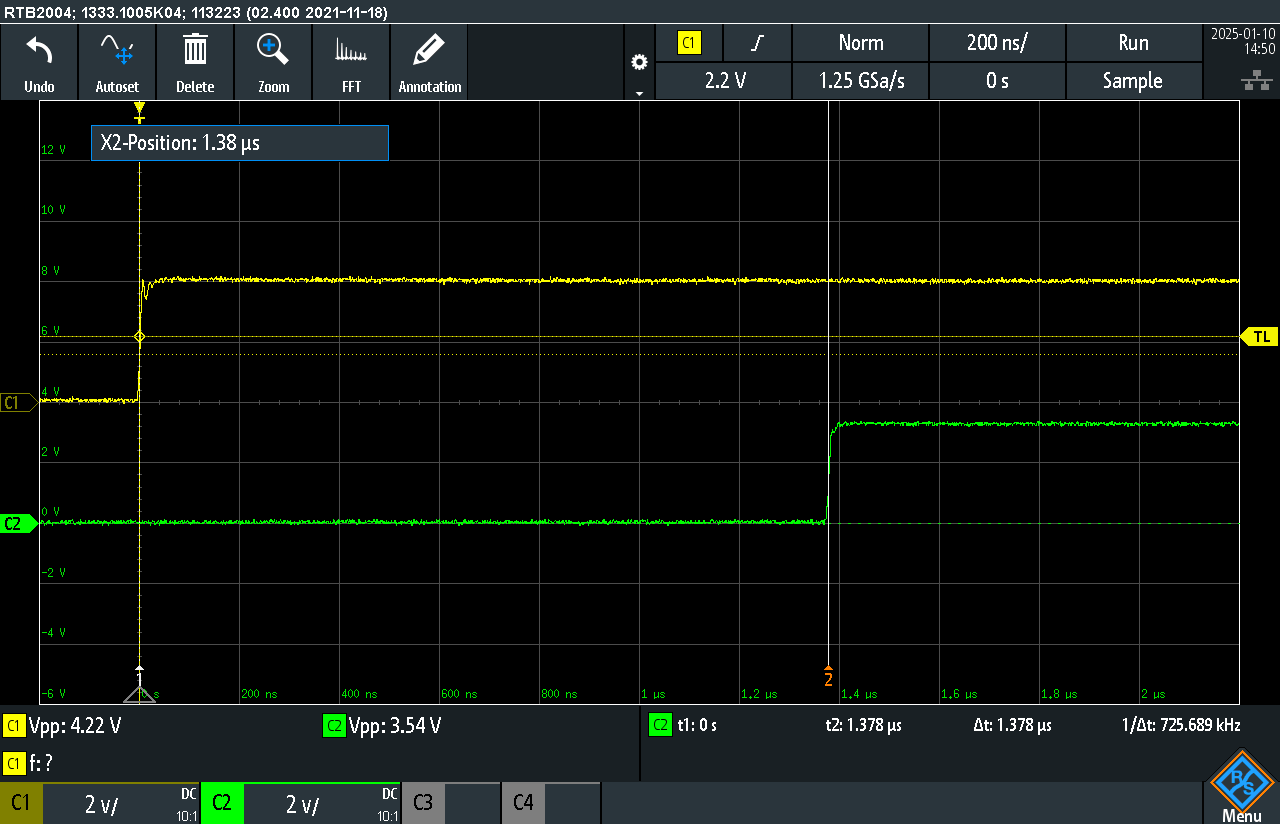 RTB2004; 1333.1005K04; 113223 (02.400 2021-11-18)
Undo Autoset Delete Zoom FFT Annotation
C1 Norm 200 ns/ Run
2.2 V 1.25 GSa/s 0 s Sample
2025-01-10
14:50
T
X2-Position: 1.38 µs
12 V
10 V
8 V
6 V
TL
4 V
C1
2 V
0 V
C2
-2 V
-4 V
1
2
-6 V 0 s 200 ns 400 ns 600 ns 800 ns 1 µs 1.2 µs 1.4 µs 1.6 µs 1.8 µs 2 µs
C1 Vpp: 4.22 V C2 Vpp: 3.54 V C2 t1: 0 s t2: 1.378 µs Δt: 1.378 µs 1/Δt: 725.689 kHz
C1 f: ?
C1 2 V/ DC 10:1 C2 2 V/ DC 10:1 C3 C4
R S
Menu